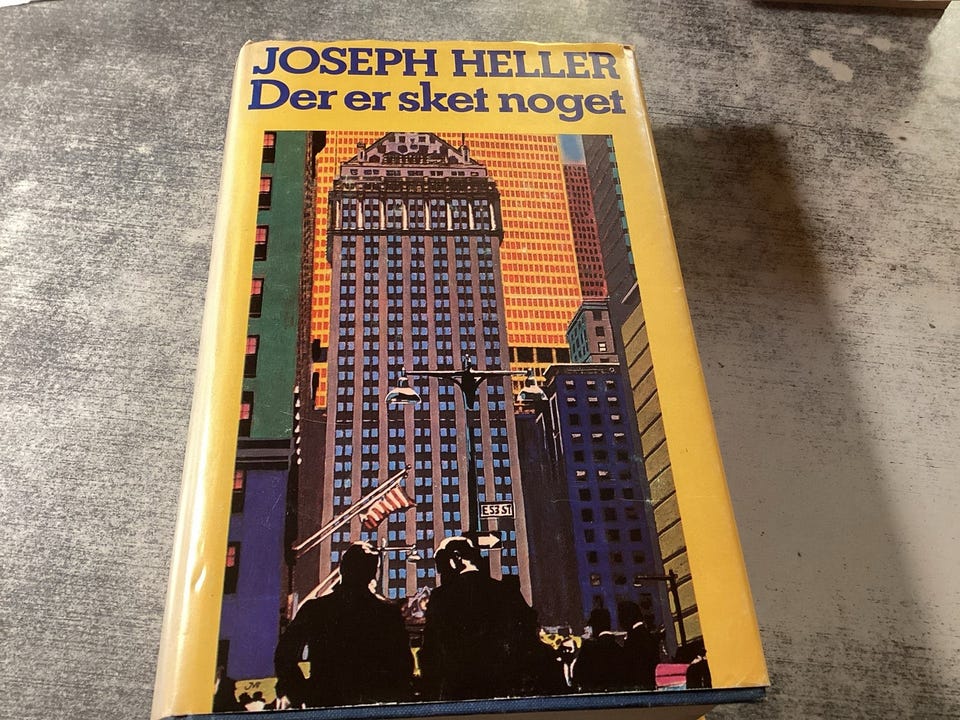 JOSEPH HELLER
Der er sket noget
E 53 ST